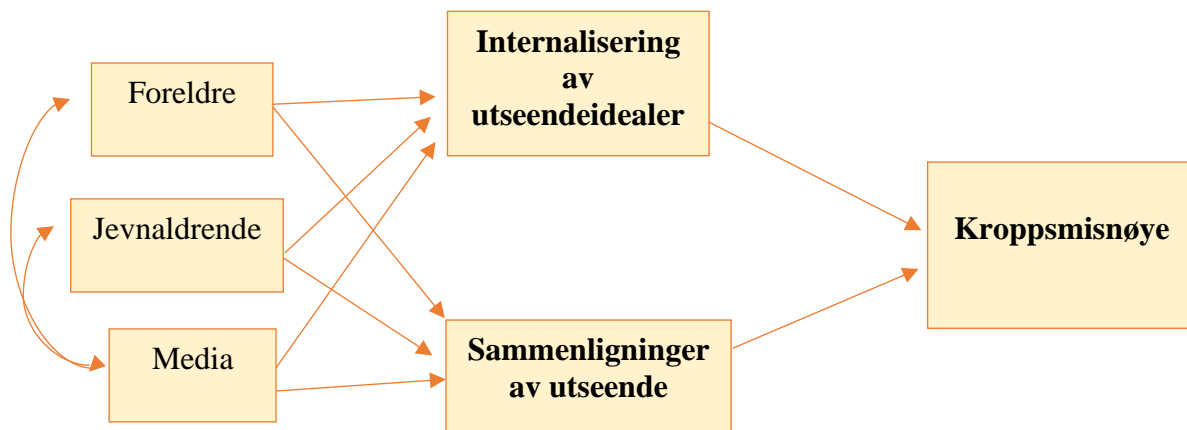 Foreldre
Jevnaldrende
Media
Internalisering
av
utseendeidealer
Sammenligninger
av utseende
Kroppsmisnøye